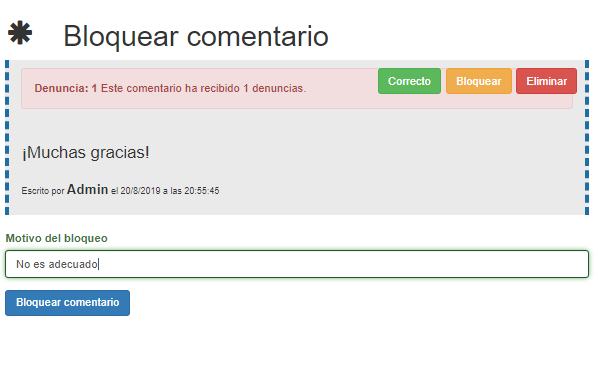 Bloquear comentario
Denuncia: 1 Este comentario ha recibido 1 denuncias.
Correcto
Bloquear
Eliminar
¡Muchas gracias!
Escrito por Admin el 20/8/2019 a las 20:55:45
Motivo del bloqueo
No es adecuado
Bloquear comentario